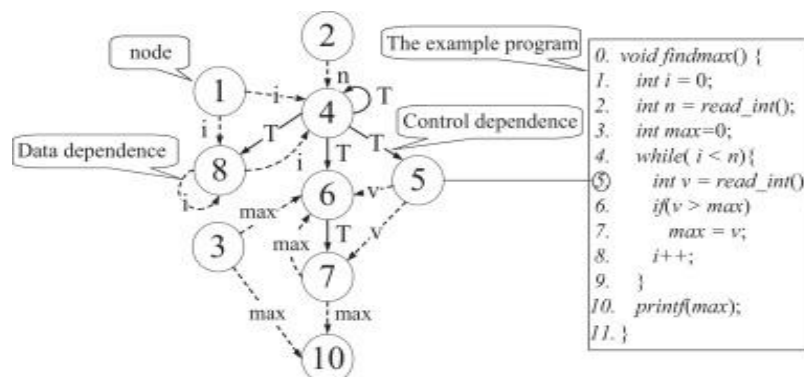 2
The example program
node
n
1
i
4
T
i
T
T
Control dependence
Data dependence
8
i
T
5
i
6
v
max
3
max
T
v
7
max
max
10
0. void findmax() {
1. int i = 0;
2. int n = read_int();
3. int max=0;
4. while( i < n){
5. int v = read_int()
6. if(v > max)
7. max = v;
8. i++;
9. }
10. printf(max);
11. }